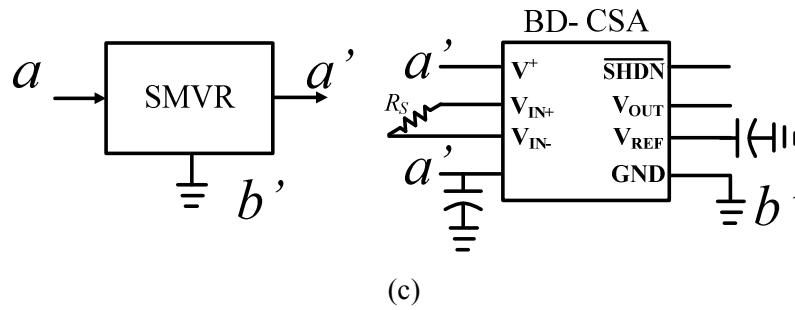 BD- CSA
a
SMVR
a’
b’
a’
V+
SHDN
RS
VIN+
VOUT
VIN-
VREF
a’
GND
b’
(c)